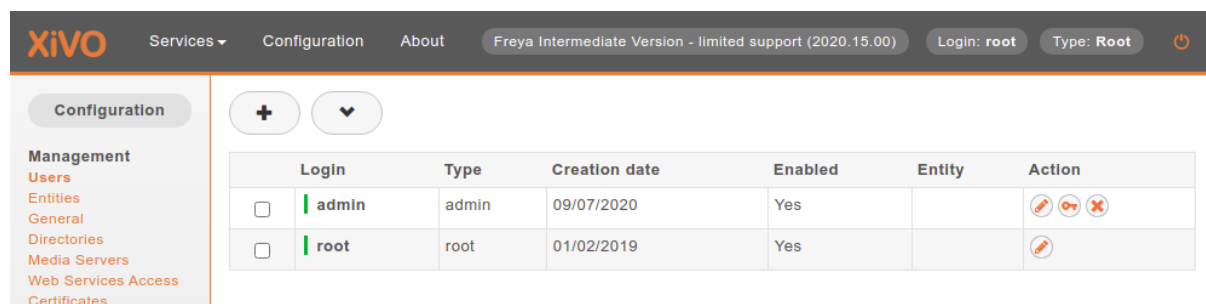 XiVO Services Configuration About Freya Intermediate Version - limited support (2020.15.00) Login: root Type: Root
Configuration
Management
Users
Entities
General
Directories
Media Servers
Web Services Access
Certificates
Login Type Creation date Enabled Entity Action
admin admin 09/07/2020 Yes
root root 01/02/2019 Yes